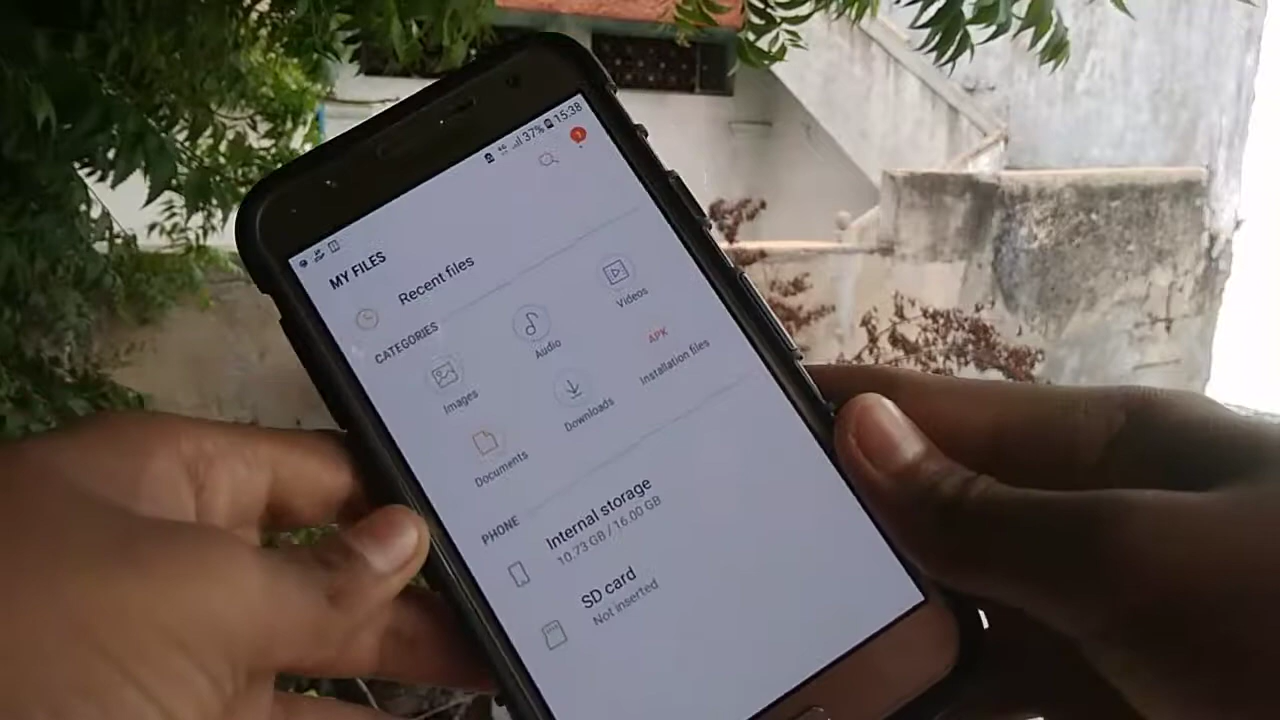 37% 15:38
1
MY FILES
Recent files
CATEGORIES
Images
Audio
Videos
Documents
Downloads
APK
Installation files
PHONE
Internal storage
10.73 GB / 16.00 GB
SD card
Not inserted